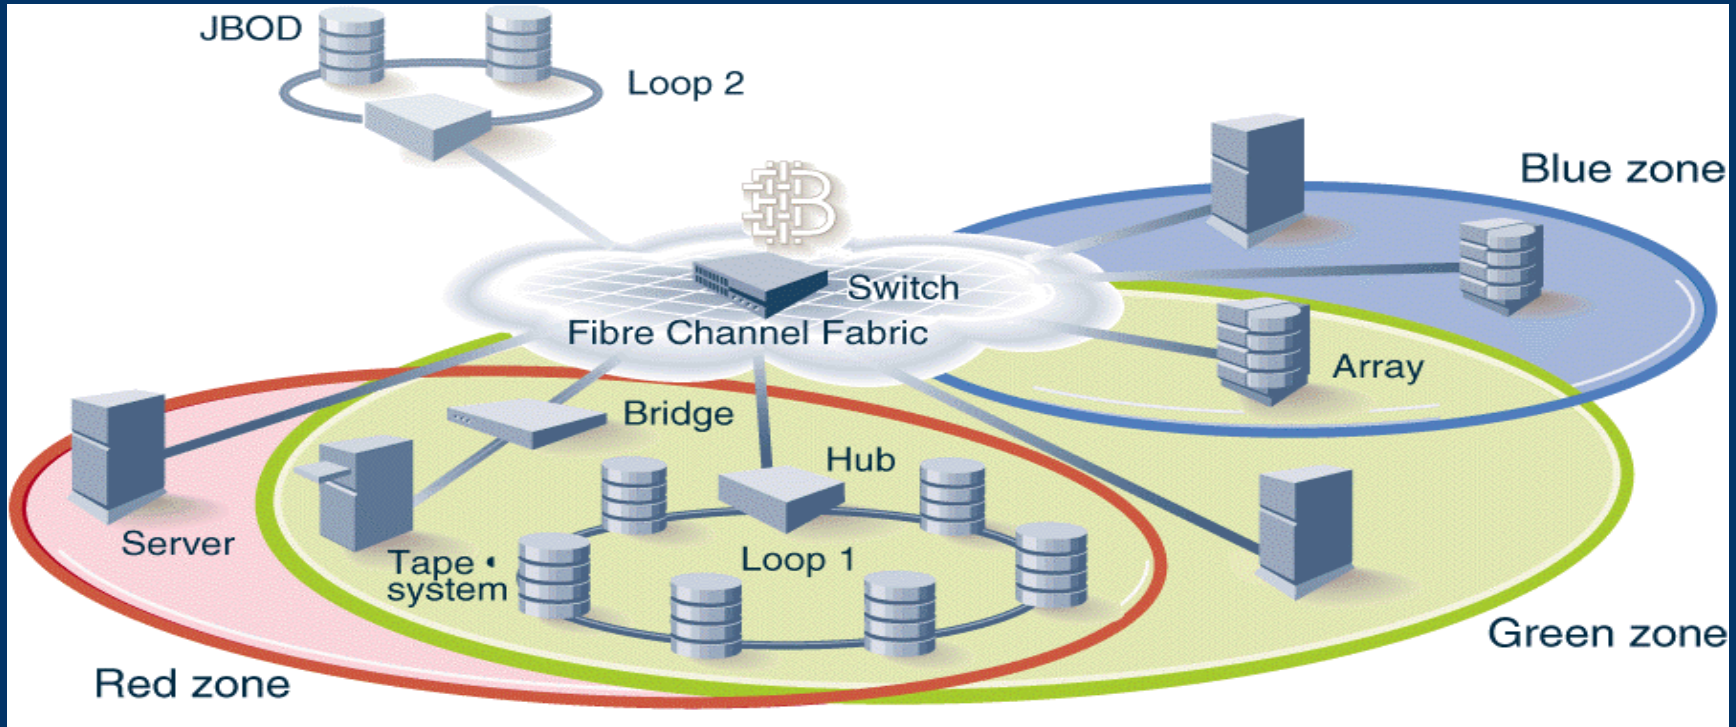 JBOD
Loop 2
Blue zone
Switch
Fibre Channel Fabric
Array
Bridge
Hub
Server
Loop 1
Tape
system
Green zone
Red zone